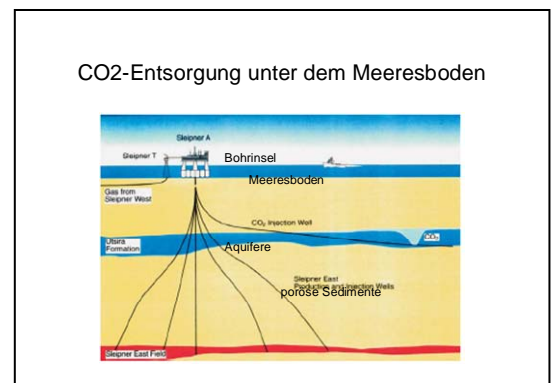 CO2-Entsorgung unter dem Meeresboden
Sleipner A
Sleipner T
Bohrinsel
Meeresboden
Gas from
Sleipner West
CO₂ Injection Well
Utsira
Formation
CO₂
Aquifere
Sleipner East
Production and Injection Wells
poröse Sedimente
Sleipner East Field